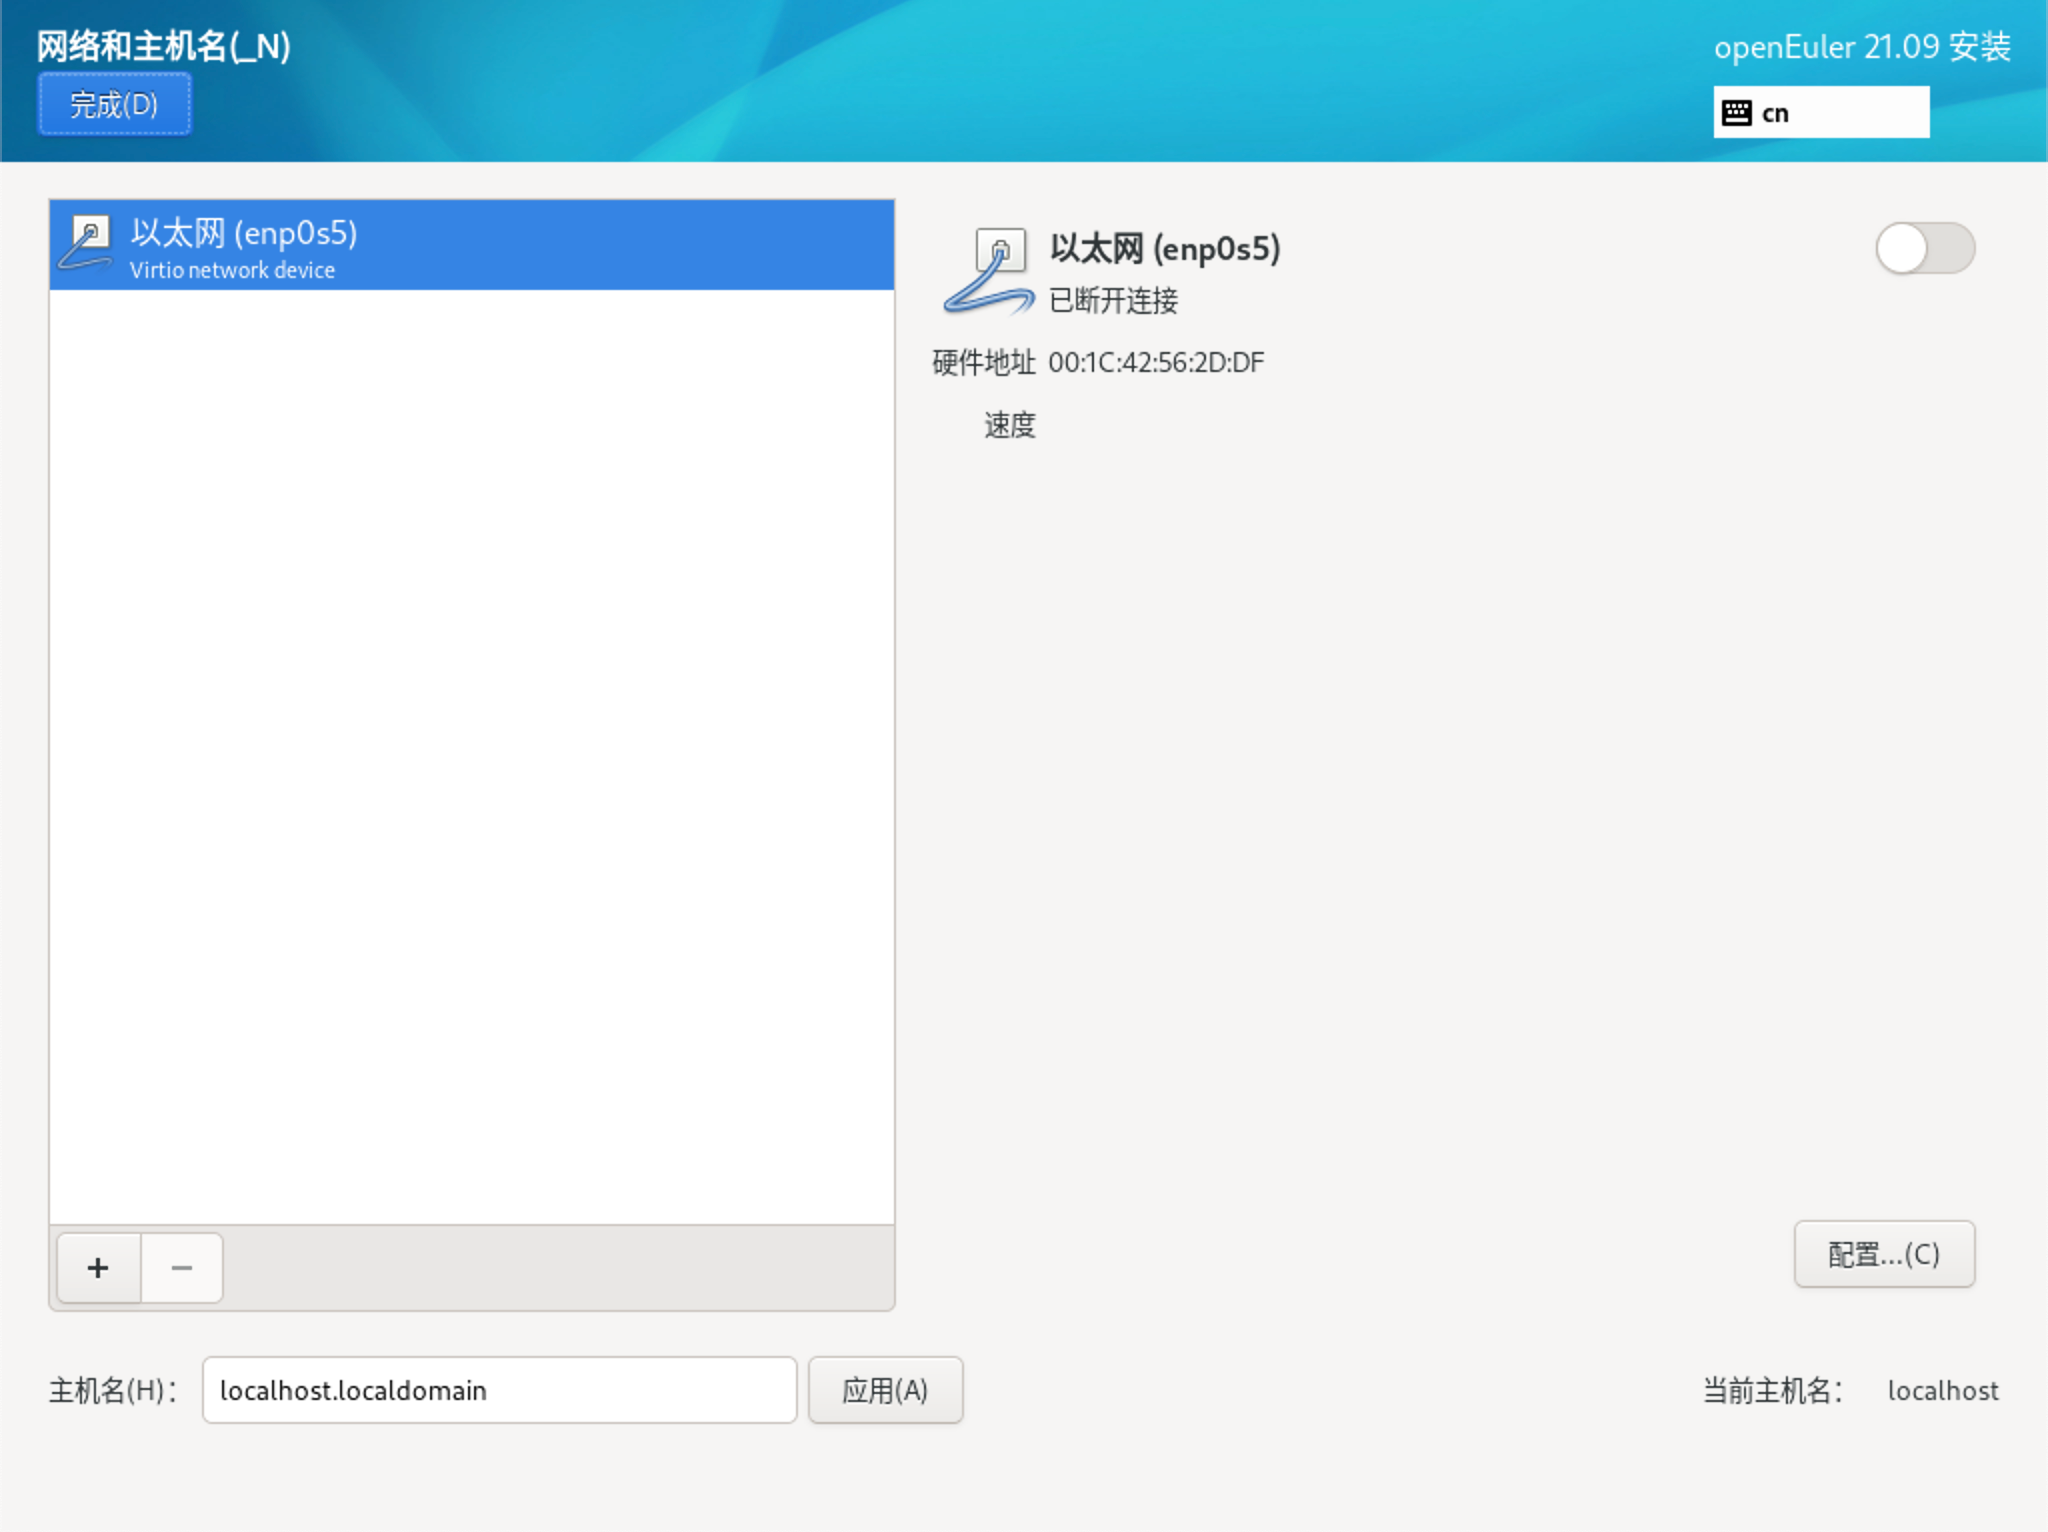 网络和主机名(_N)
openEuler 21.09 安装
完成(D)
cn
以太网 (enp0s5)
Virtio network device
以太网 (enp0s5)
已断开连接
硬件地址 00:1C:42:56:2D:DF
速度
+ −
配置...(C)
主机名(H)： localhost.localdomain 应用(A) 当前主机名： localhost